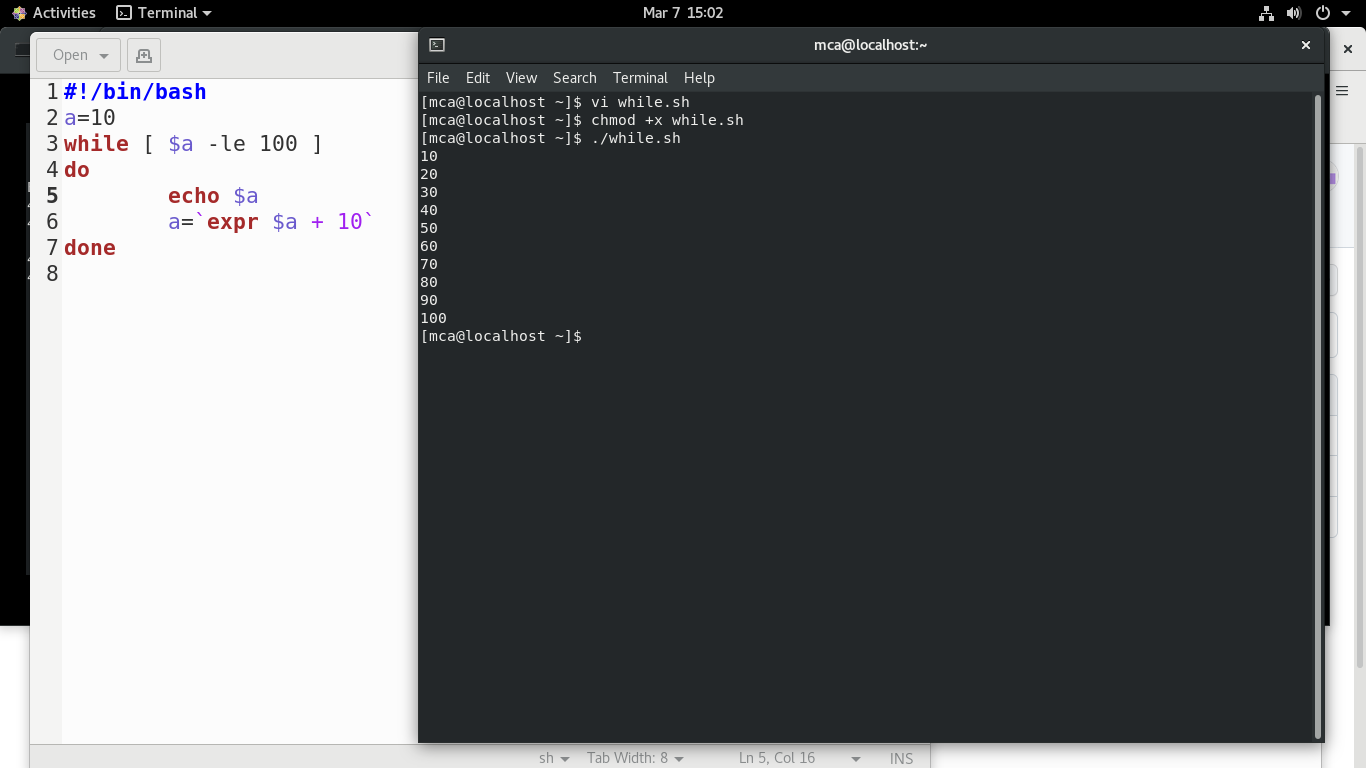 Activities Terminal Mar 7 15:02
Open
1 #!/bin/bash
2 a=10
3 while [ $a -le 100 ]
4 do
5 echo $a
6 a=`expr $a + 10`
7 done
8
sh Tab Width: 8 Ln 5, Col 16 INS
mca@localhost:~
File Edit View Search Terminal Help
[mca@localhost ~]$ vi while.sh
[mca@localhost ~]$ chmod +x while.sh
[mca@localhost ~]$ ./while.sh
10
20
30
40
50
60
70
80
90
100
[mca@localhost ~]$